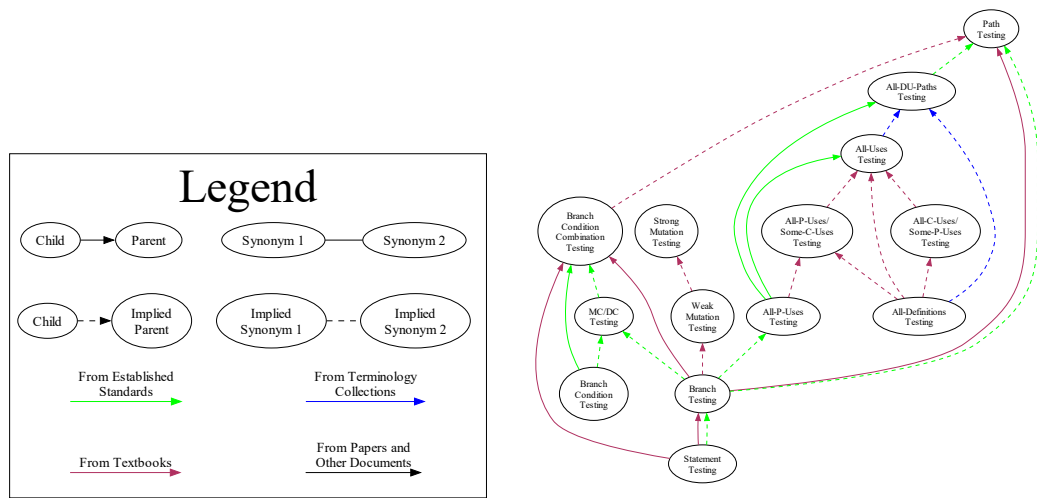 Legend
Child
Parent
Synonym 1
Synonym 2
Child
Implied
Parent
Implied
Synonym 1
Implied
Synonym 2
From Established
Standards
From Terminology
Collections
From Textbooks
From Papers and
Other Documents
Path
Testing
All-DU-Paths
Testing
All-Uses
Testing
Branch
Condition
Combination
Testing
Strong
Mutation
Testing
All-P-Uses/
Some-C-Uses
Testing
All-C-Uses/
Some-P-Uses
Testing
MC/DC
Testing
Weak
Mutation
Testing
All-P-Uses
Testing
All-Definitions
Testing
Branch
Condition
Testing
Branch
Testing
Statement
Testing